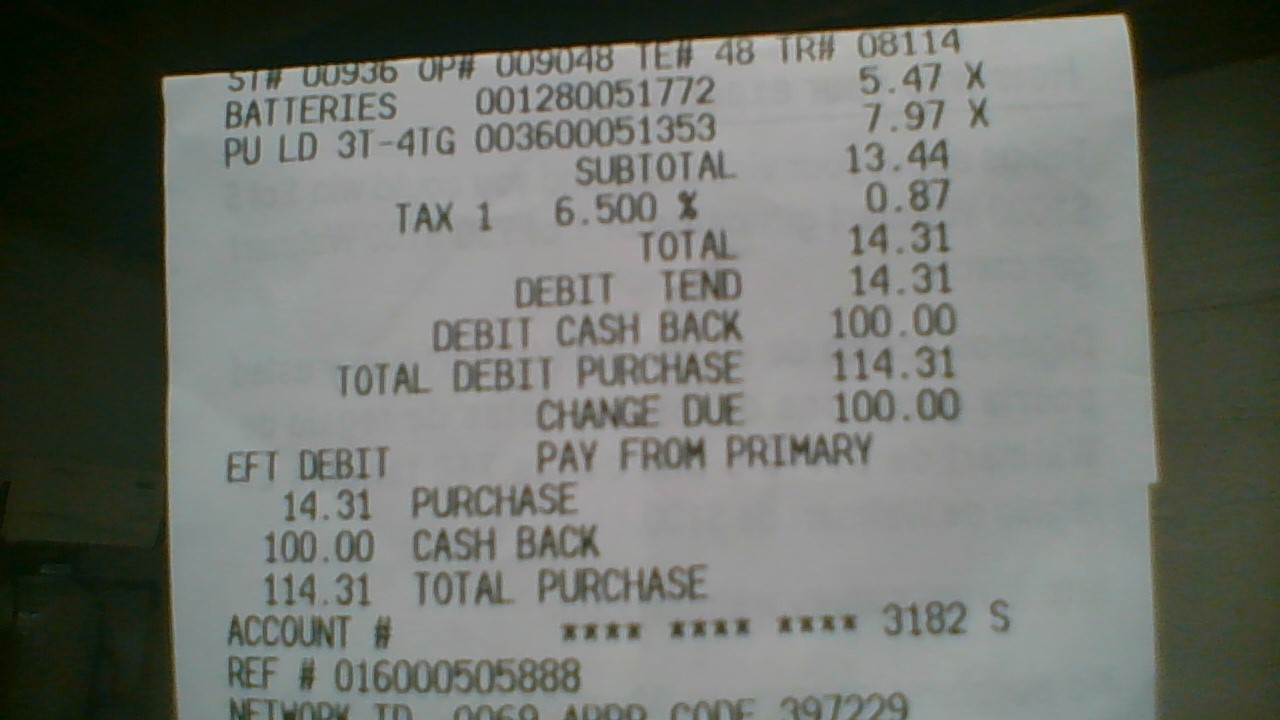 ST# 00936 OP# 009048 TE# 48 TR# 08114
BATTERIES 001280051772 5.47 X
PU LD 3T-4TG 003600051353 7.97 X
SUBTOTAL 13.44
TAX 1 6.500 % 0.87
TOTAL 14.31
DEBIT TEND 14.31
DEBIT CASH BACK 100.00
TOTAL DEBIT PURCHASE 114.31
CHANGE DUE 100.00
EFT DEBIT PAY FROM PRIMARY
14.31 PURCHASE
100.00 CASH BACK
114.31 TOTAL PURCHASE
ACCOUNT # **** **** **** 3182 S
REF # 016000505888
NETWORK ID. 0069 APPR CODE 397229